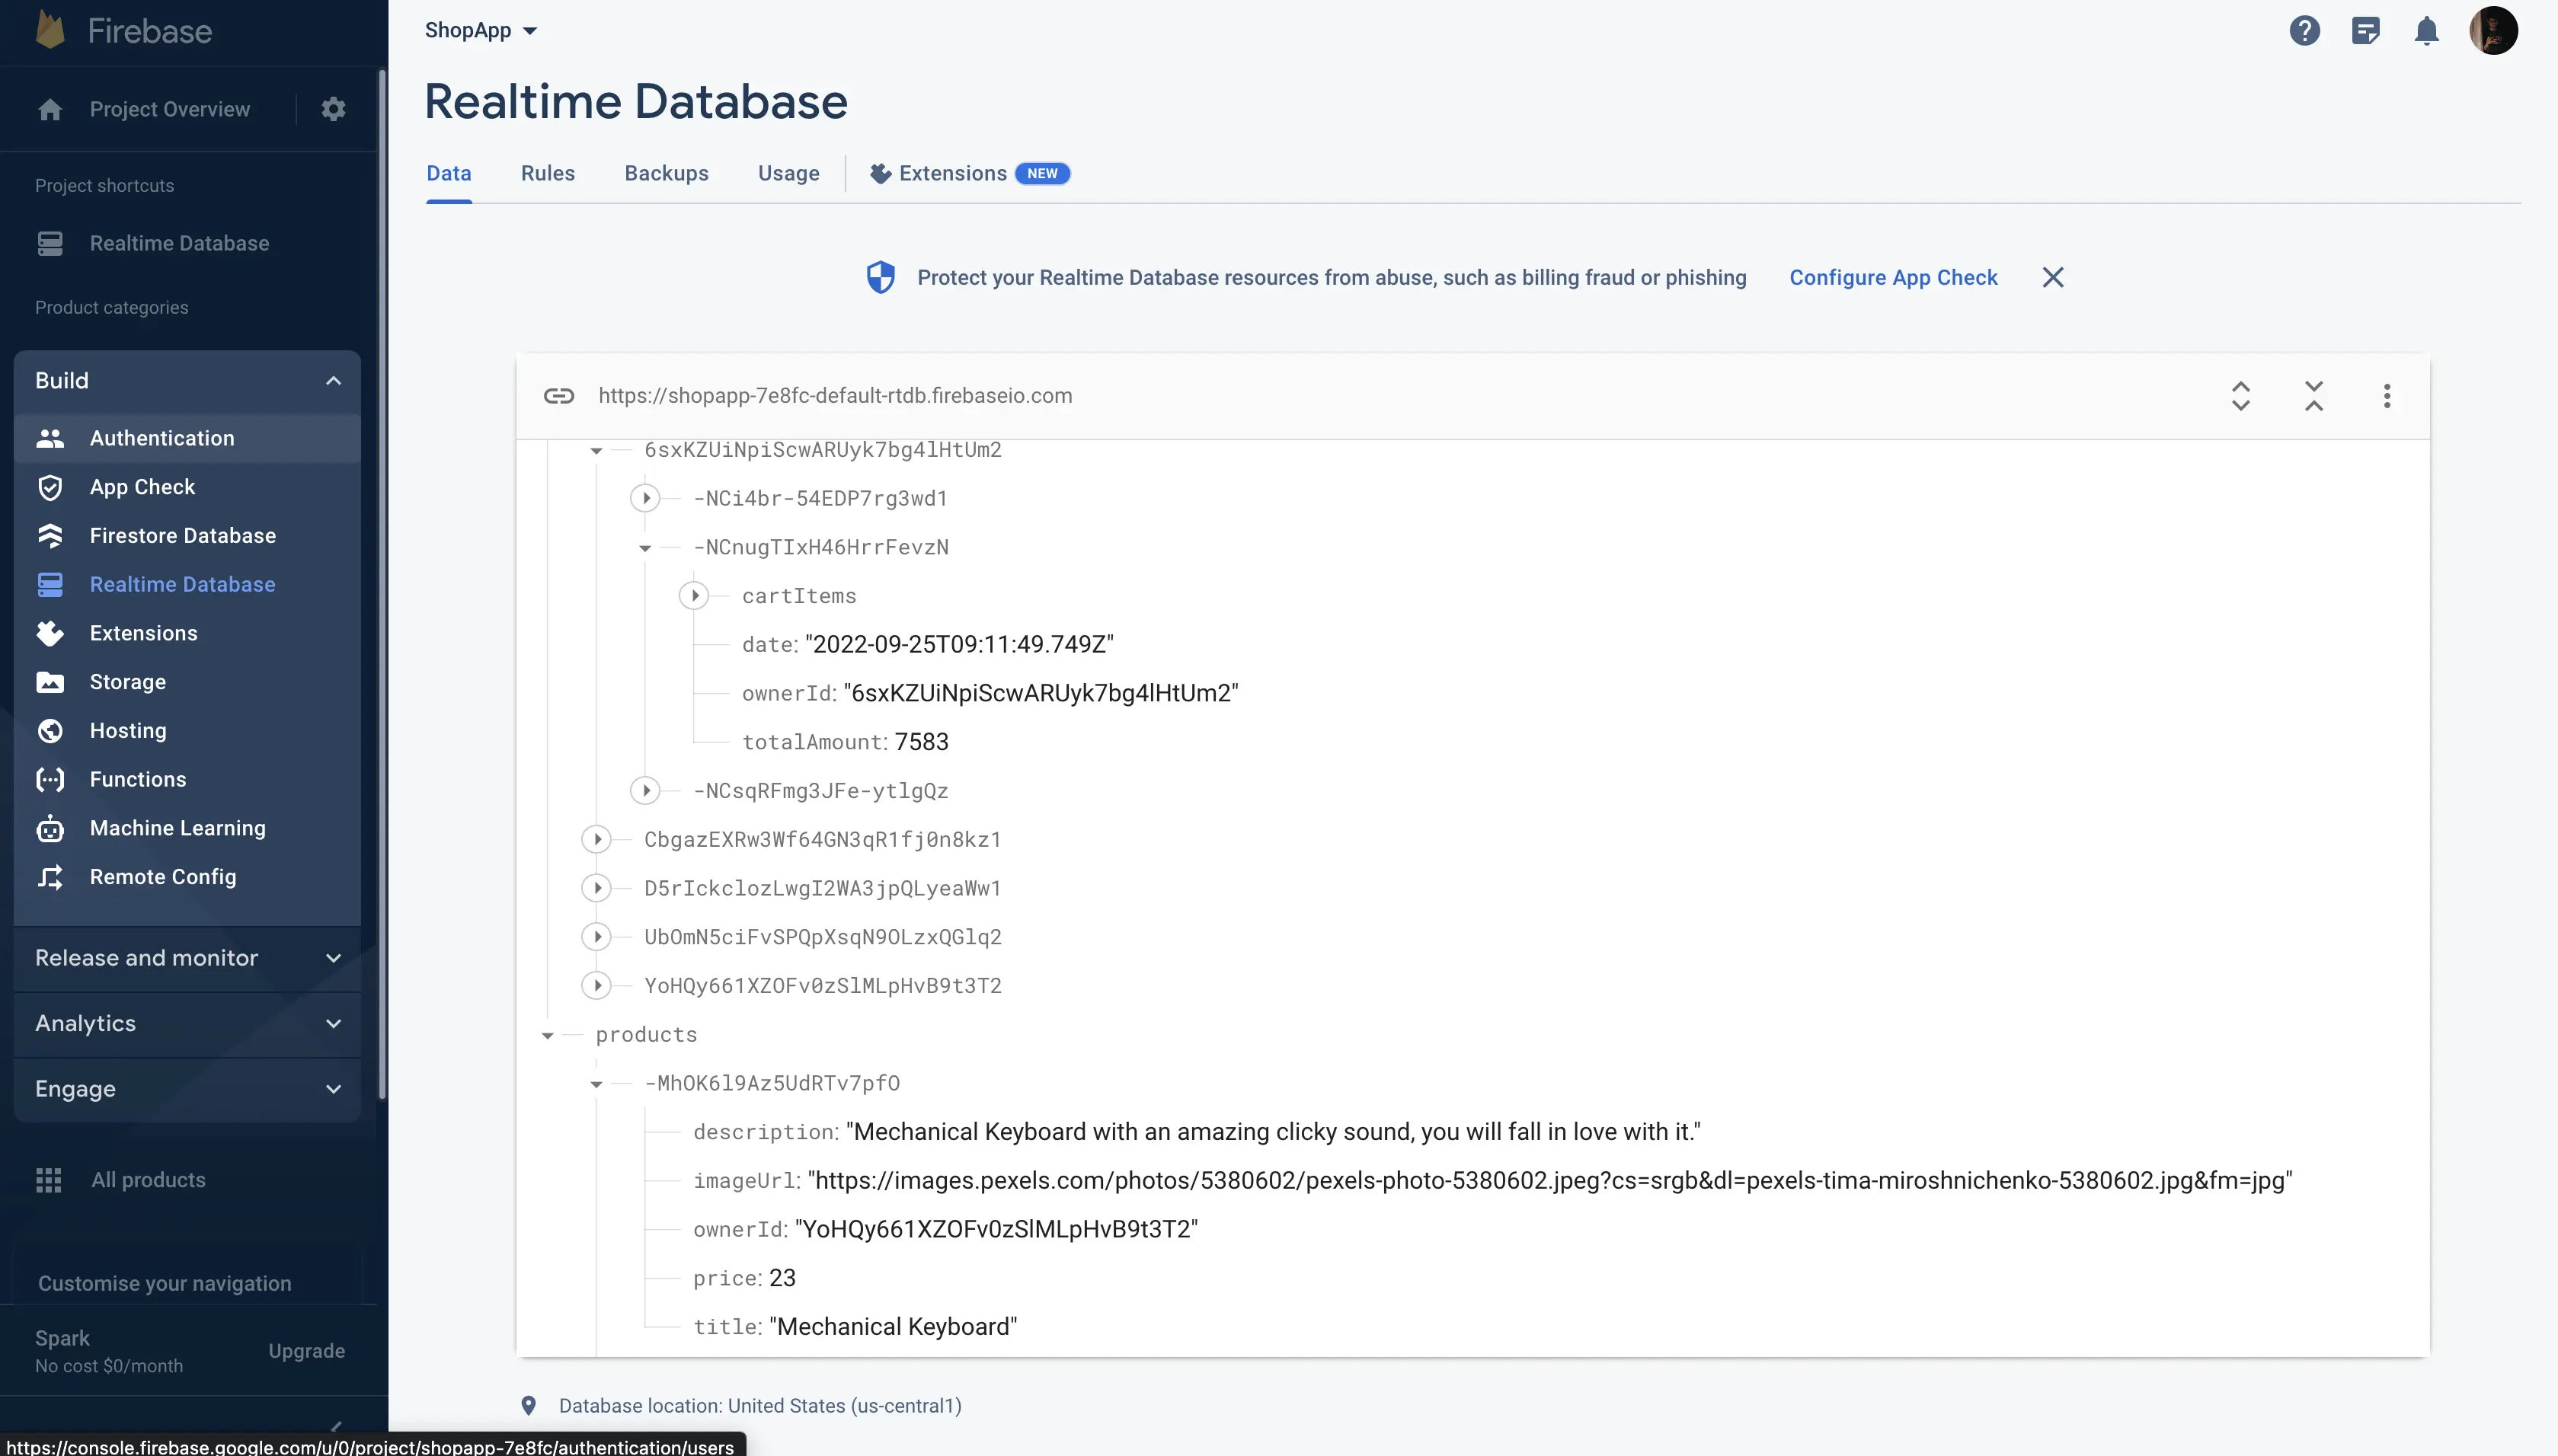 Firebase
Project Overview
Project shortcuts
Realtime Database
Product categories
Build
Authentication
App Check
Firestore Database
Realtime Database
Extensions
Storage
Hosting
Functions
Machine Learning
Remote Config
Release and monitor
Analytics
Engage
All products
Customise your navigation
Spark
No cost $0/month
Upgrade
https://console.firebase.google.com/u/0/project/shopapp-7e8fc/authentication/users
ShopApp
Realtime Database
Data Rules Backups Usage Extensions NEW
Protect your Realtime Database resources from abuse, such as billing fraud or phishing Configure App Check
https://shopapp-7e8fc-default-rtdb.firebaseio.com
6sxKZUiNpiScwARUyk7bg4lHtUm2
-NCi4br-54EDP7rg3wd1
-NCnugTIxH46HrrFevzN
cartItems
date: "2022-09-25T09:11:49.749Z"
ownerId: "6sxKZUiNpiScwARUyk7bg4lHtUm2"
totalAmount: 7583
-NCsqRFmg3JFe-ytlgQz
CbgazEXRw3Wf64GN3qR1fj0n8kz1
D5rIckclozLwgI2WA3jpQLyeaWw1
UbOmN5ciFvSPQpXsqN9OLzxQGlq2
YoHQy661XZOFv0zSlMLpHvB9t3T2
products
-MhOK6l9Az5UdRTv7pfO
description: "Mechanical Keyboard with an amazing clicky sound, you will fall in love with it."
imageUrl: "https://images.pexels.com/photos/5380602/pexels-photo-5380602.jpeg?cs=srgb&dl=pexels-tima-miroshnichenko-5380602.jpg&fm=jpg"
ownerId: "YoHQy661XZOFv0zSlMLpHvB9t3T2"
price: 23
title: "Mechanical Keyboard"
Database location: United States (us-central1)